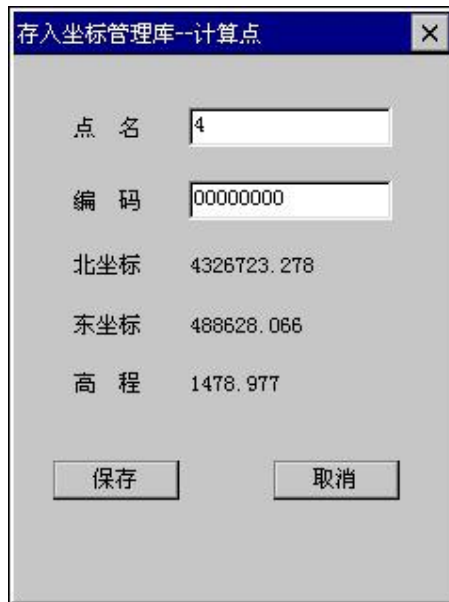 存入坐标管理库--计算点
点 名 4
编 码 00000000
北坐标 4326723.278
东坐标 488628.066
高 程 1478.977
保存 取消